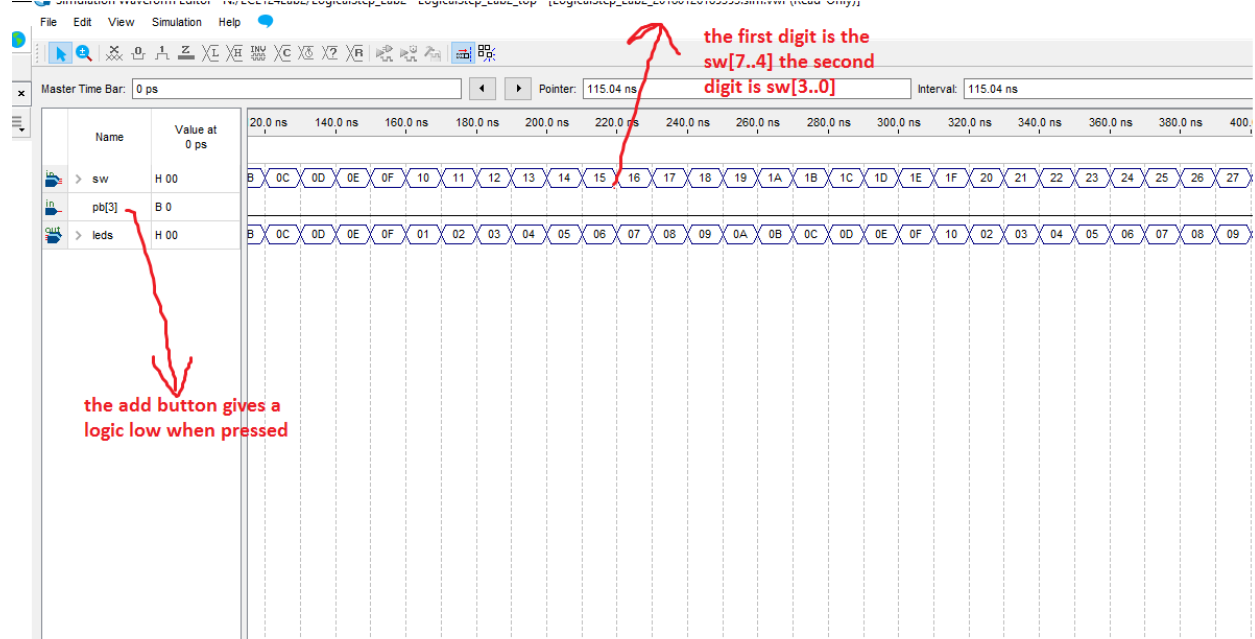 Simulation Waveform Editor - N:/ECE124Lab2/LogicalStep_Lab2 - LogicalStep_Lab2_top - [LogicalStep_Lab2_20180126105559.sim.vwf (Read-Only)]
File Edit View Simulation Help
the first digit is the
sw[7..4] the second
digit is sw[3..0]
Master Time Bar: 0 ps Pointer: 115.04 ns Interval: 115.04 ns
Name Value at
0 ps
20.0 ns 140.0 ns 160.0 ns 180.0 ns 200.0 ns 220.0 ns 240.0 ns 260.0 ns 280.0 ns 300.0 ns 320.0 ns 340.0 ns 360.0 ns 380.0 ns 400.
sw H 00 B 0C 0D 0E 0F 10 11 12 13 14 15 16 17 18 19 1A 1B 1C 1D 1E 1F 20 21 22 23 24 25 26 27
pb[3] B 0
leds H 00 B 0C 0D 0E 0F 01 02 03 04 05 06 07 08 09 0A 0B 0C 0D 0E 0F 10 02 03 04 05 06 07 08 09
the add button gives a
logic low when pressed